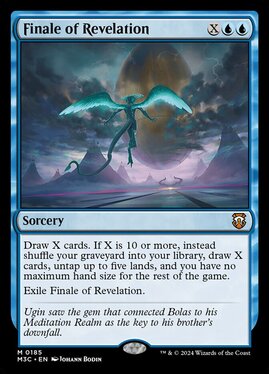 Finale of Revelation X
Sorcery
Draw X cards. If X is 10 or more, instead
shuffle your graveyard into your library, draw X
cards, untap up to five lands, and you have no
maximum hand size for the rest of the game.
Exile Finale of Revelation.
Ugin saw the gem that connected Bolas to his
Meditation Realm as the key to his brother's
downfall.
M 0185
M3C • EN Johann Bodin ™ & © 2024 Wizards of the Coast